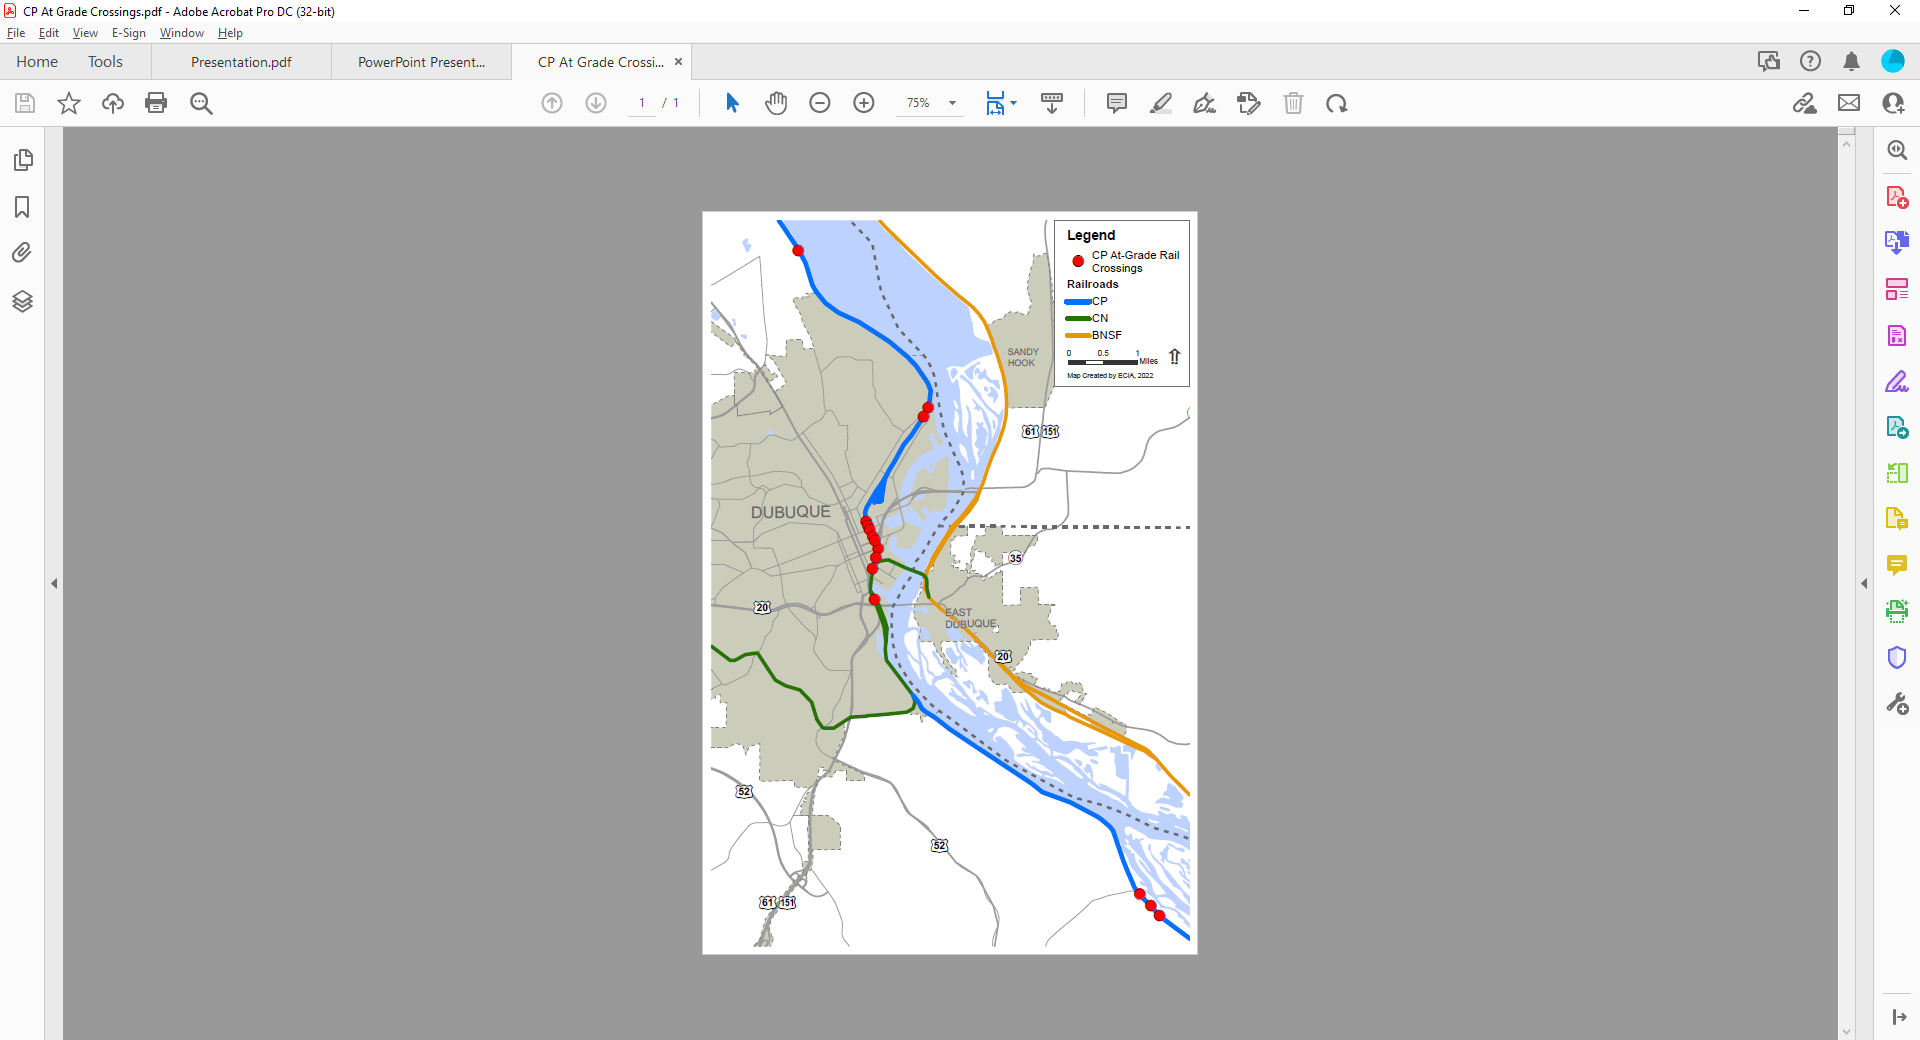 CP At Grade Crossings.pdf - Adobe Acrobat Pro DC (32-bit)
File Edit View E-Sign Window Help
Home Tools Presentation.pdf PowerPoint Present... CP At Grade Crossi... ×
1 / 1 75%
Legend
CP At-Grade Rail
Crossings
Railroads
CP
CN
BNSF
0 0.5 1
Miles
Map Created by ECIA, 2022
SANDY
HOOK
61 151
DUBUQUE
35
20
EAST
DUBUQUE
20
52
52
61 151